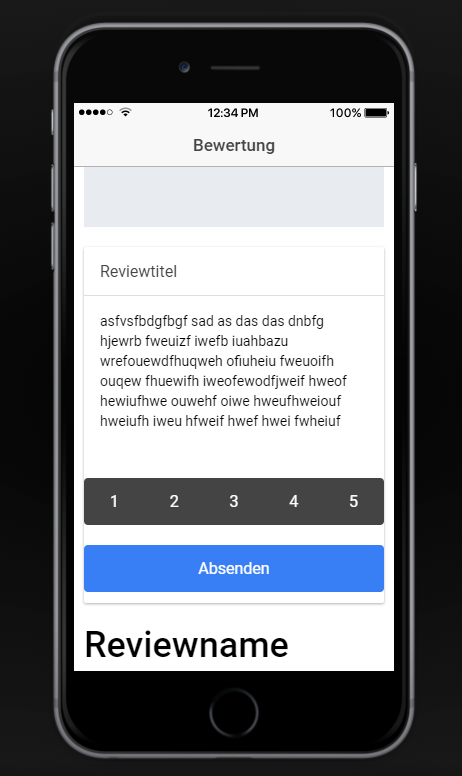 12:34 PM 100%
Bewertung
Reviewtitel
asfvsfbdgfbgf sad as das das dnbfg
hjewrb fweuizf iwefb iuahbazu
wrefouewdfhuqweh ofiuheiu fweuoifh
ouqew fhuewifh iweofewodfjweif hweof
hewiufhwe ouwehf oiwe hweufhweiouf
hweiufh iweu hfweif hwef hwei fwheiuf
1 2 3 4 5
Absenden
Reviewname